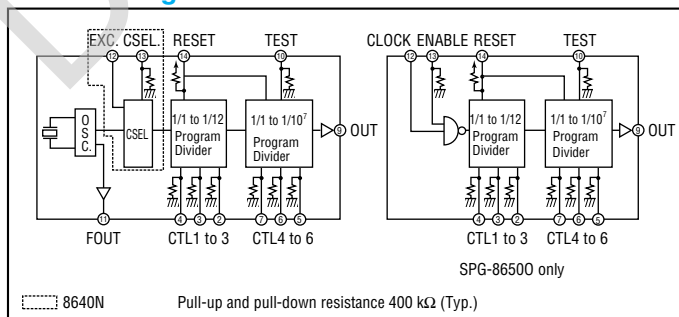 EXC. CSEL. RESET TEST
12 13 14 10
OSC.
CSEL
1/1 to 1/12 Program Divider
1/1 to 1/10⁷ Program Divider
9 OUT
11 4 3 2 7 6 5
FOUT CTL1 to 3 CTL4 to 6
CLOCK ENABLE RESET TEST
12 13 14 10
1/1 to 1/12 Program Divider
1/1 to 1/10⁷ Program Divider
9 OUT
4 3 2 7 6 5
CTL1 to 3 CTL4 to 6
SPG-8650O only
8640N Pull-up and pull-down resistance 400 kΩ (Typ.)